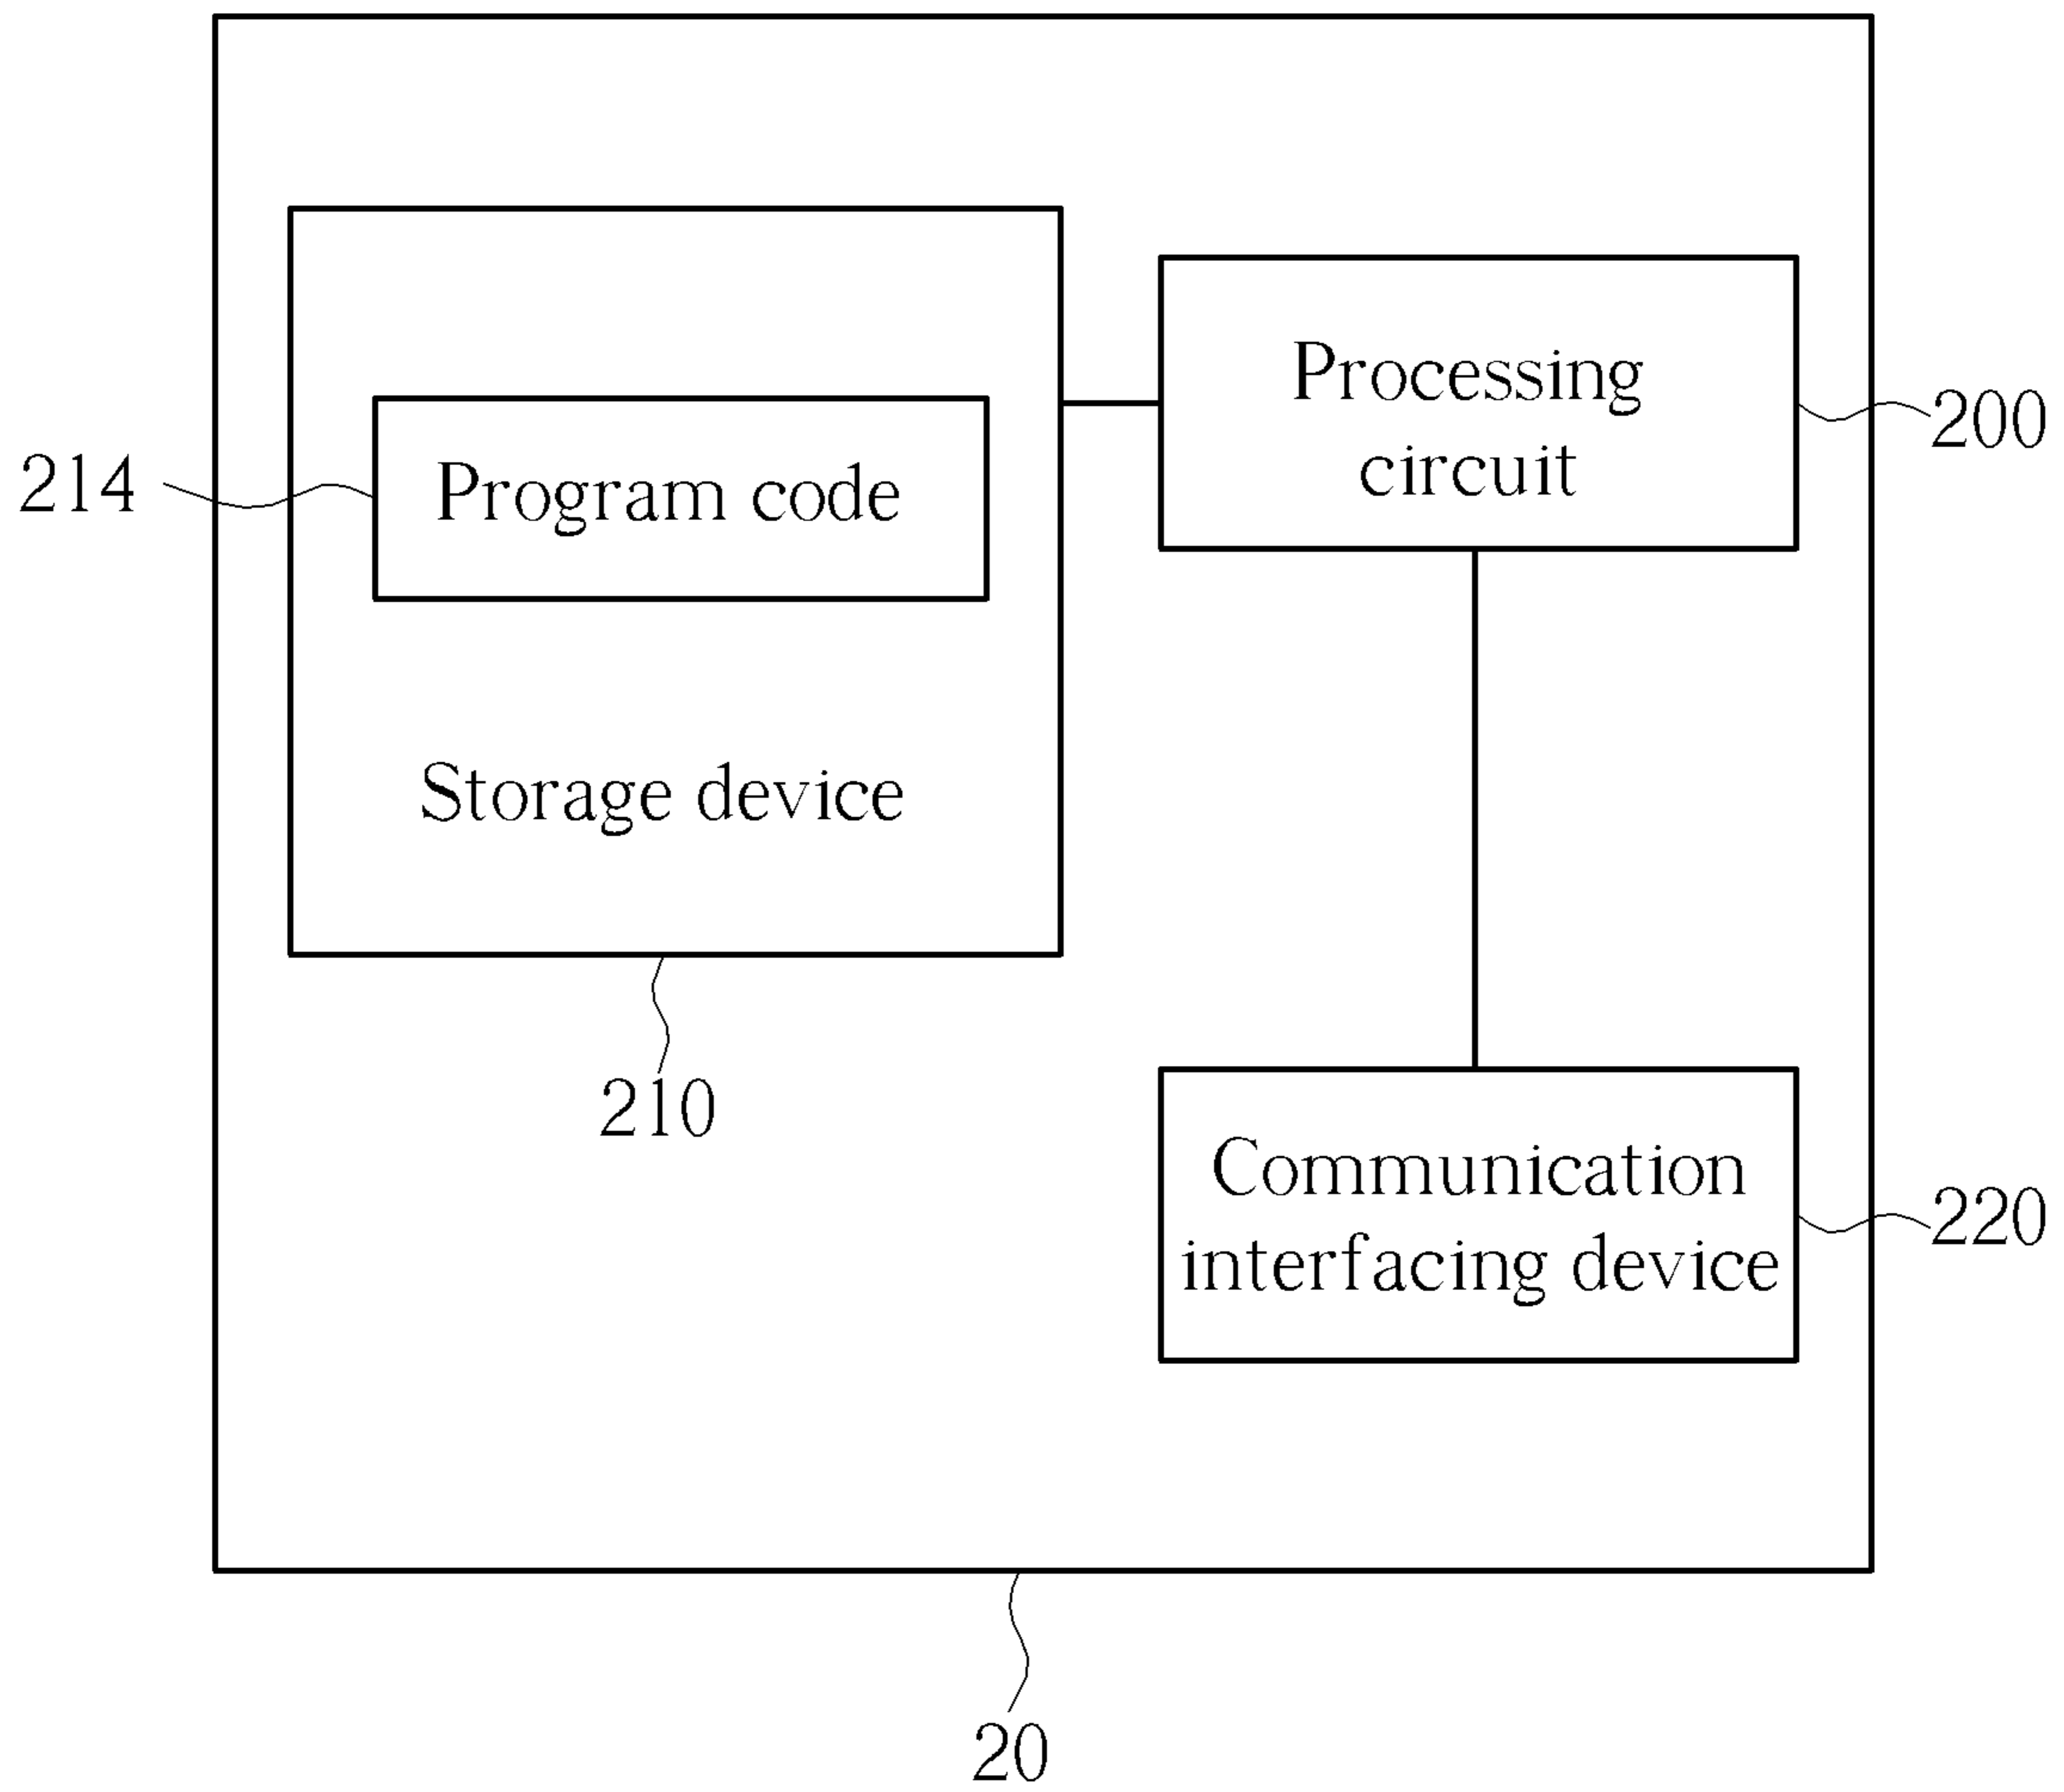 Processing
circuit
200
214
Program code
Storage device
210
Communication
interfacing device
220
20